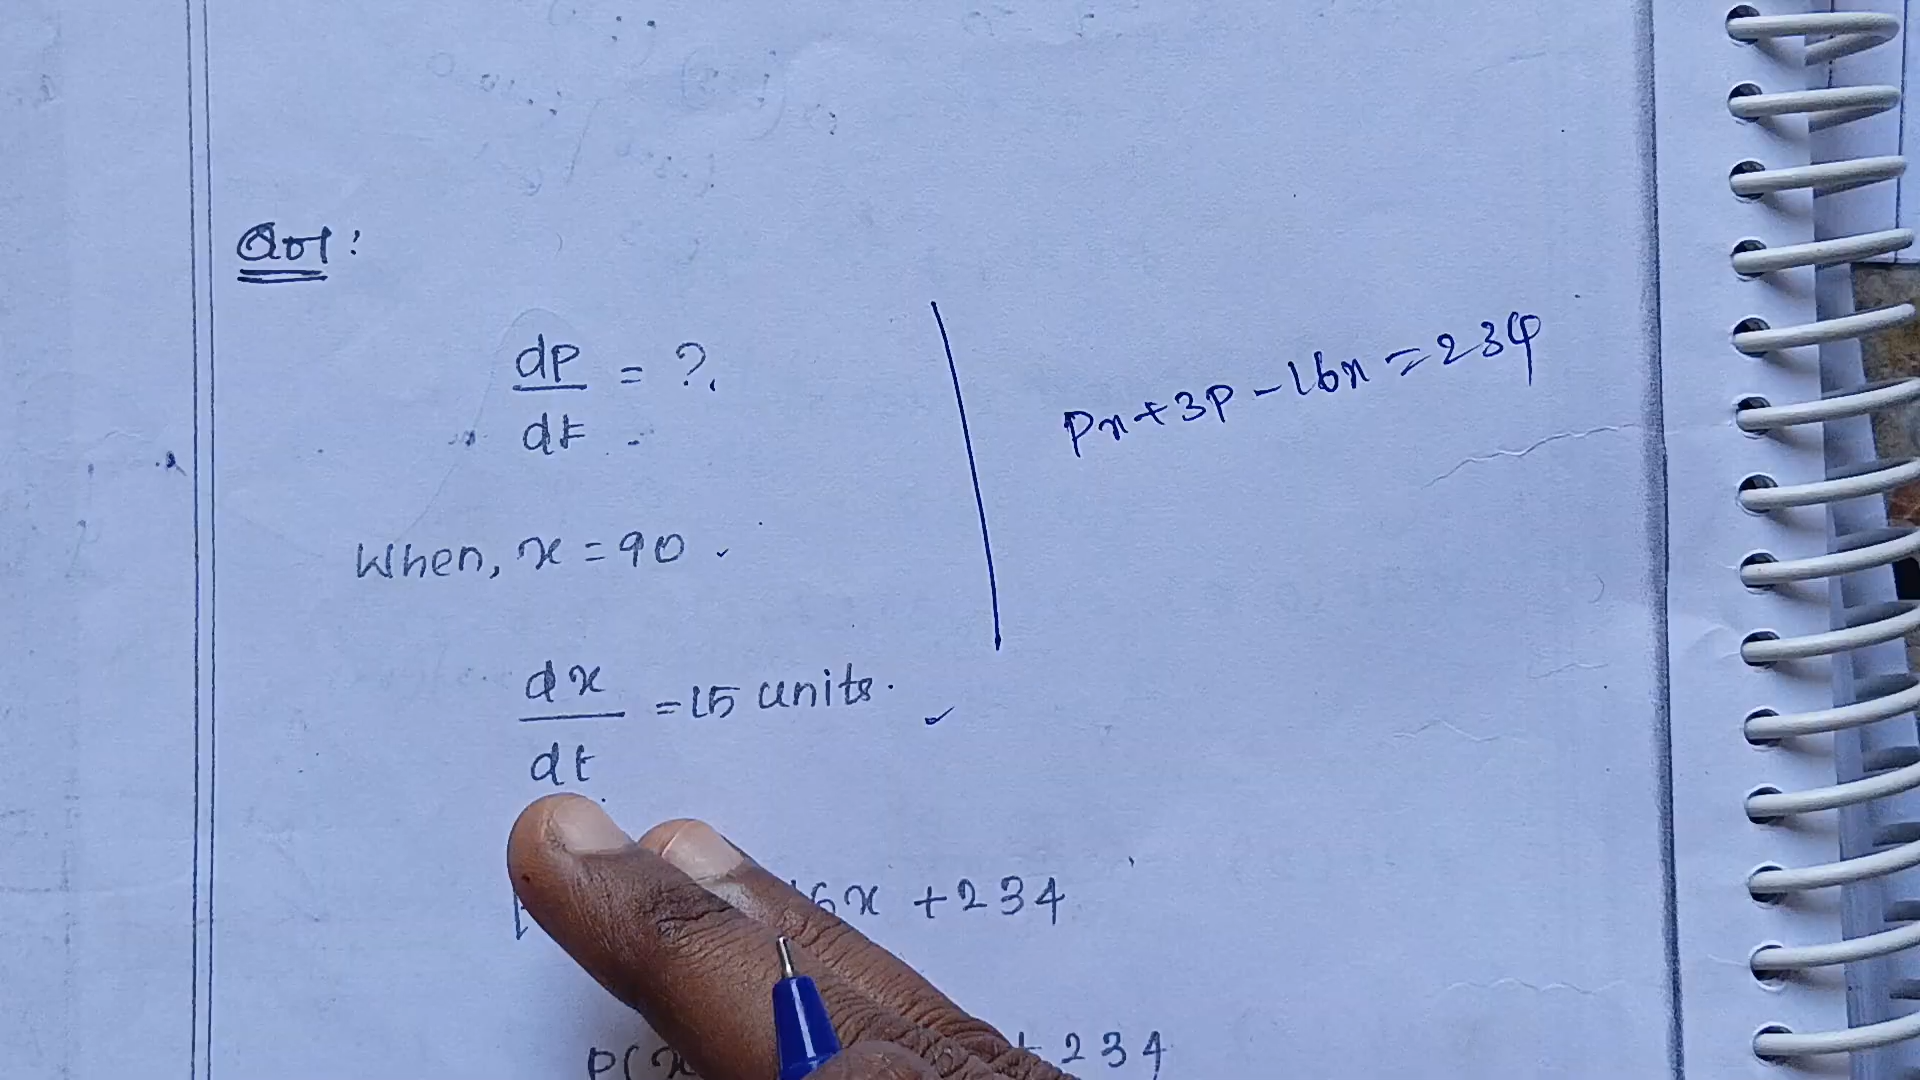 Sol:
dp/dt = ?.
When, x = 90.
dx/dt = 15 units.
px + 3p - 16x = 234
6x + 234
p(x + 234